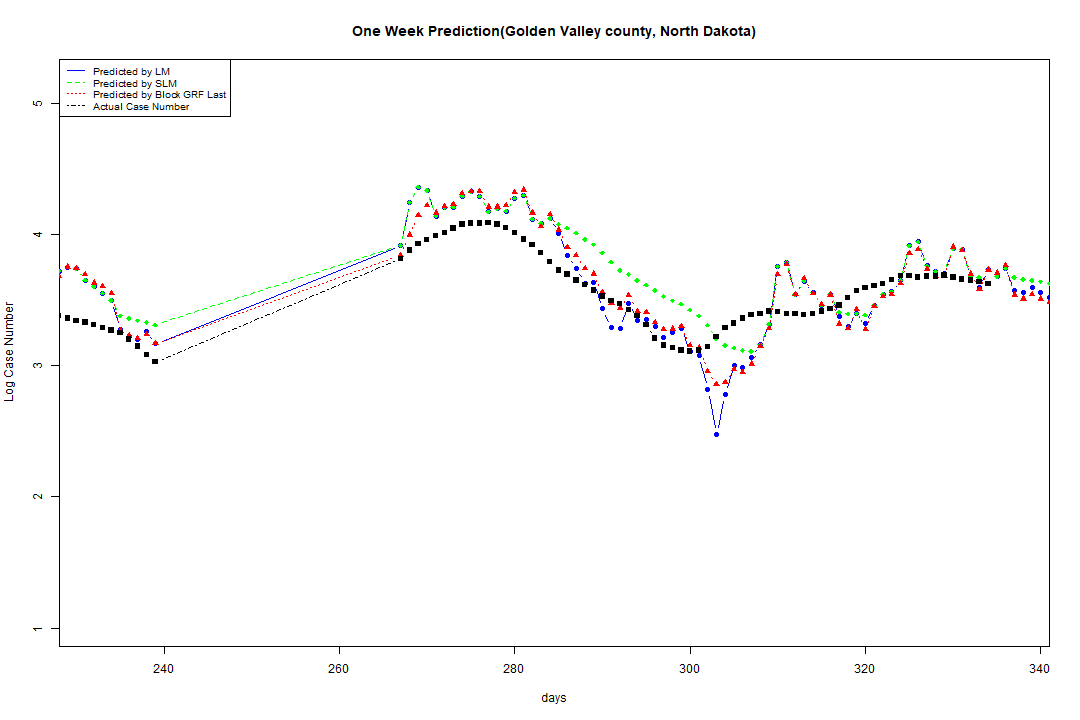 One Week Prediction(Golden Valley county, North Dakota)
Predicted by LM
Predicted by SLM
Predicted by Block GRF Last
Actual Case Number
5
4
3
2
1
Log Case Number
240 260 280 300 320 340
days